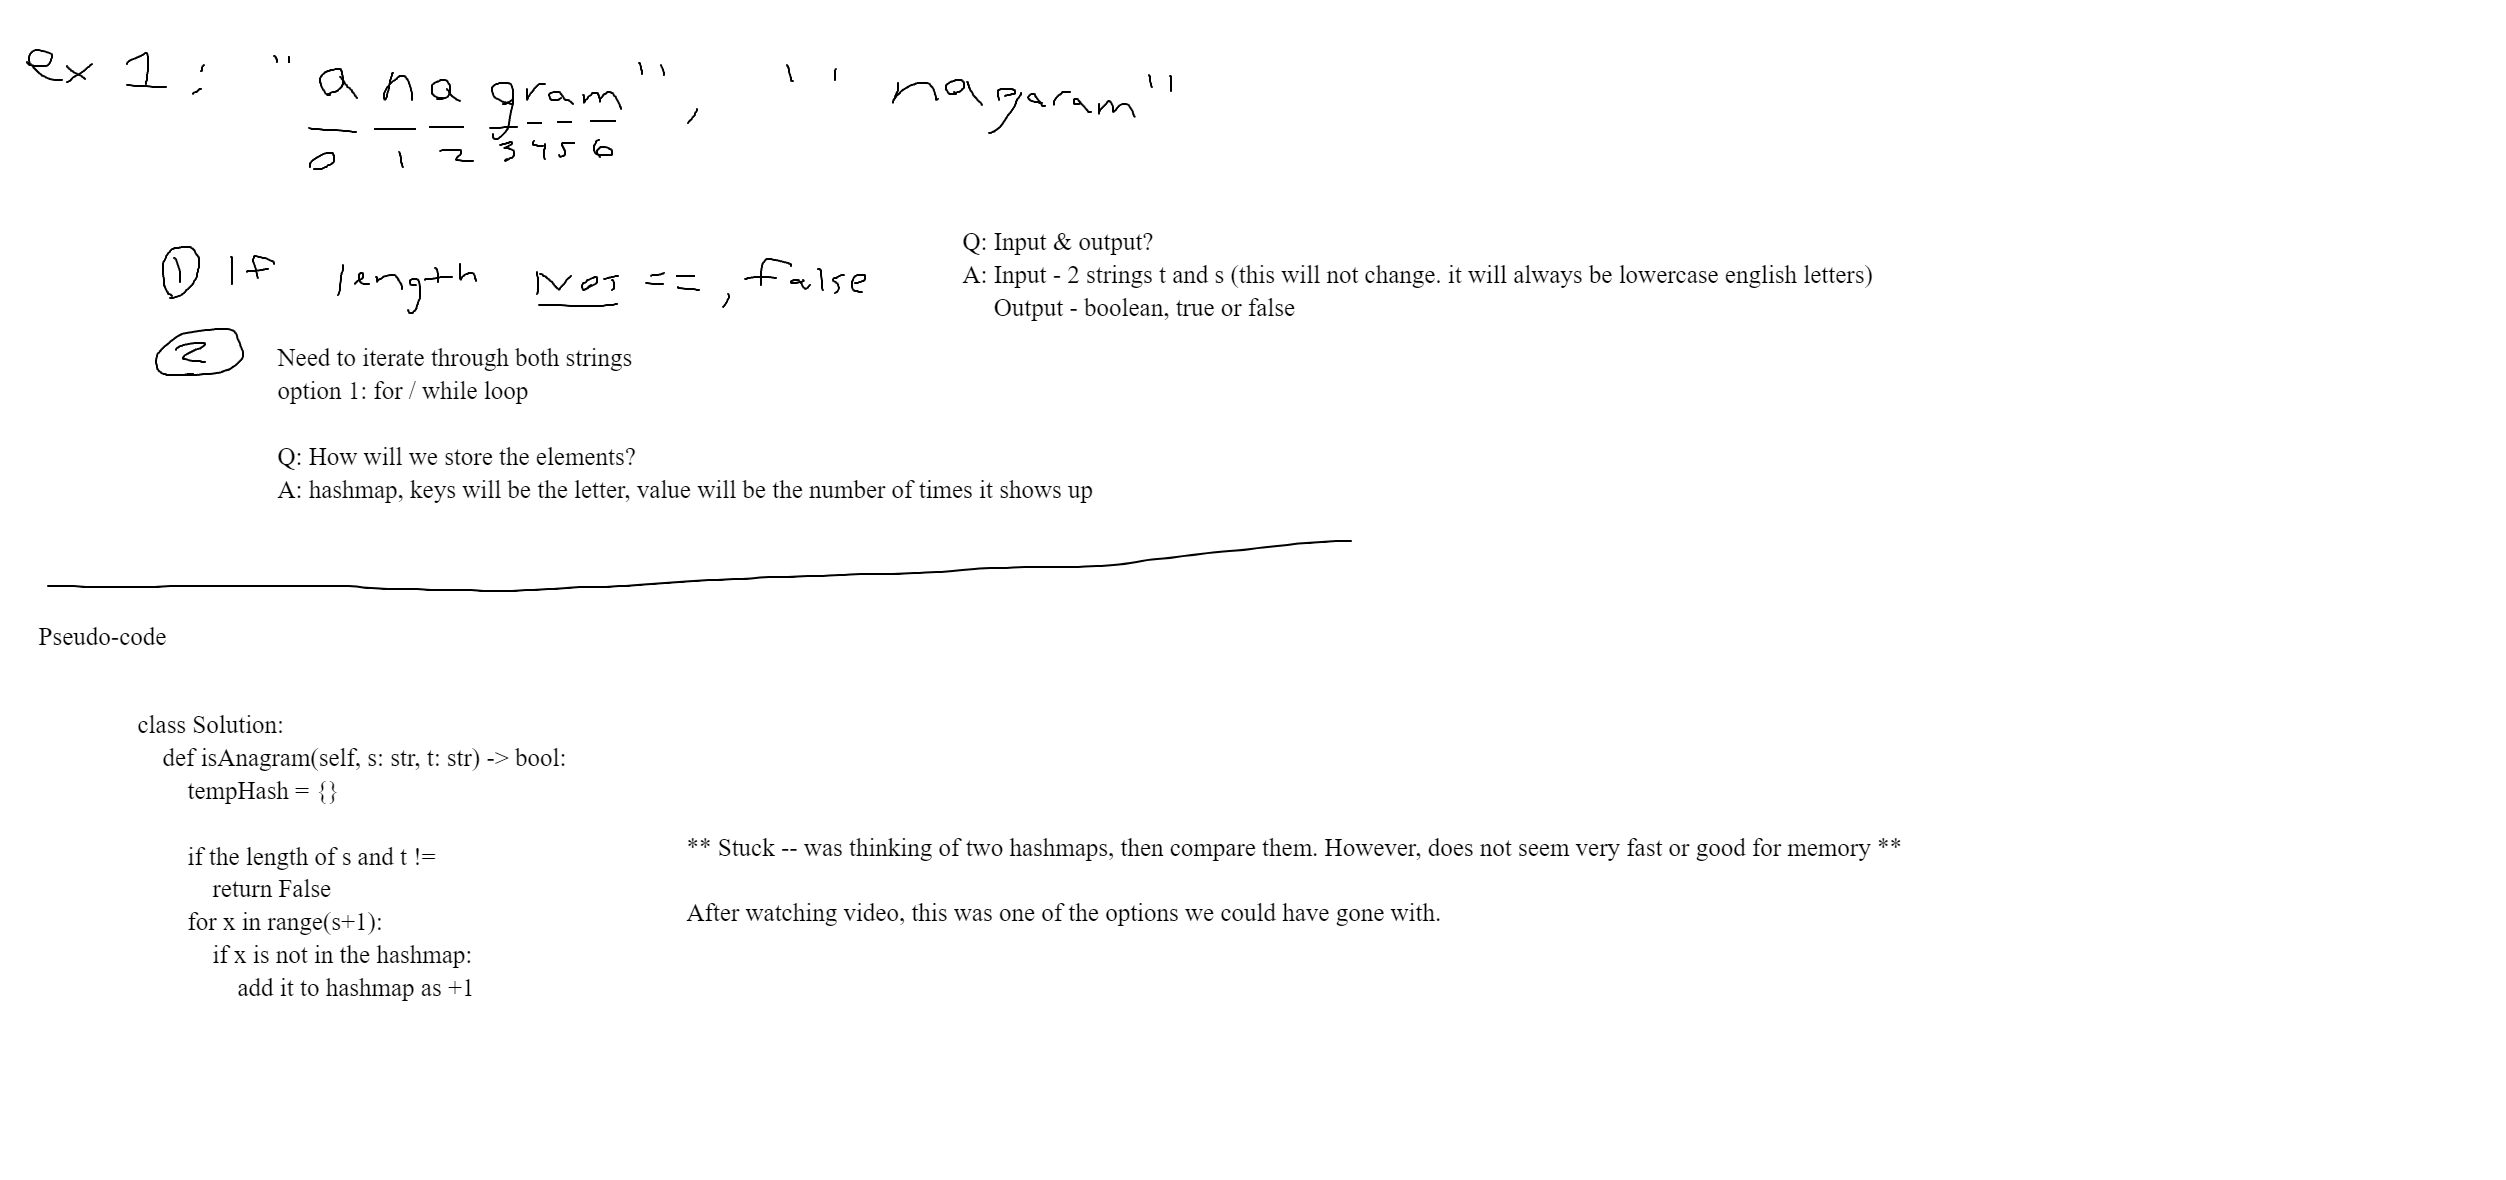 ex 1: "anagram", "nagaram"
0 1 2 3 4 5 6
① If length NOT ==, false
Q: Input & output?
A: Input - 2 strings t and s (this will not change. it will always be lowercase english letters)
Output - boolean, true or false
②
Need to iterate through both strings
option 1: for / while loop
Q: How will we store the elements?
A: hashmap, keys will be the letter, value will be the number of times it shows up
Pseudo-code
class Solution:
def isAnagram(self, s: str, t: str) -> bool:
tempHash = {}
if the length of s and t !=
return False
for x in range(s+1):
if x is not in the hashmap:
add it to hashmap as +1
** Stuck -- was thinking of two hashmaps, then compare them. However, does not seem very fast or good for memory **
After watching video, this was one of the options we could have gone with.